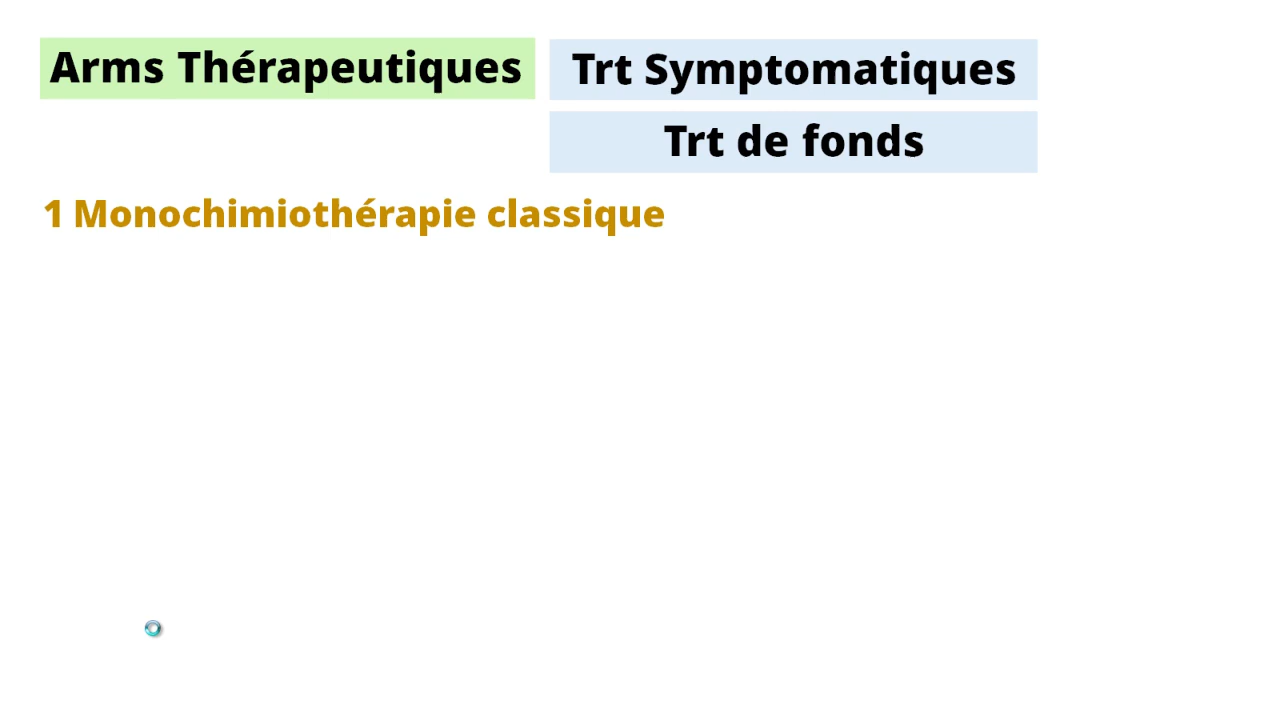 Arms Thérapeutiques
Trt Symptomatiques
Trt de fonds
1 Monochimiothérapie classique